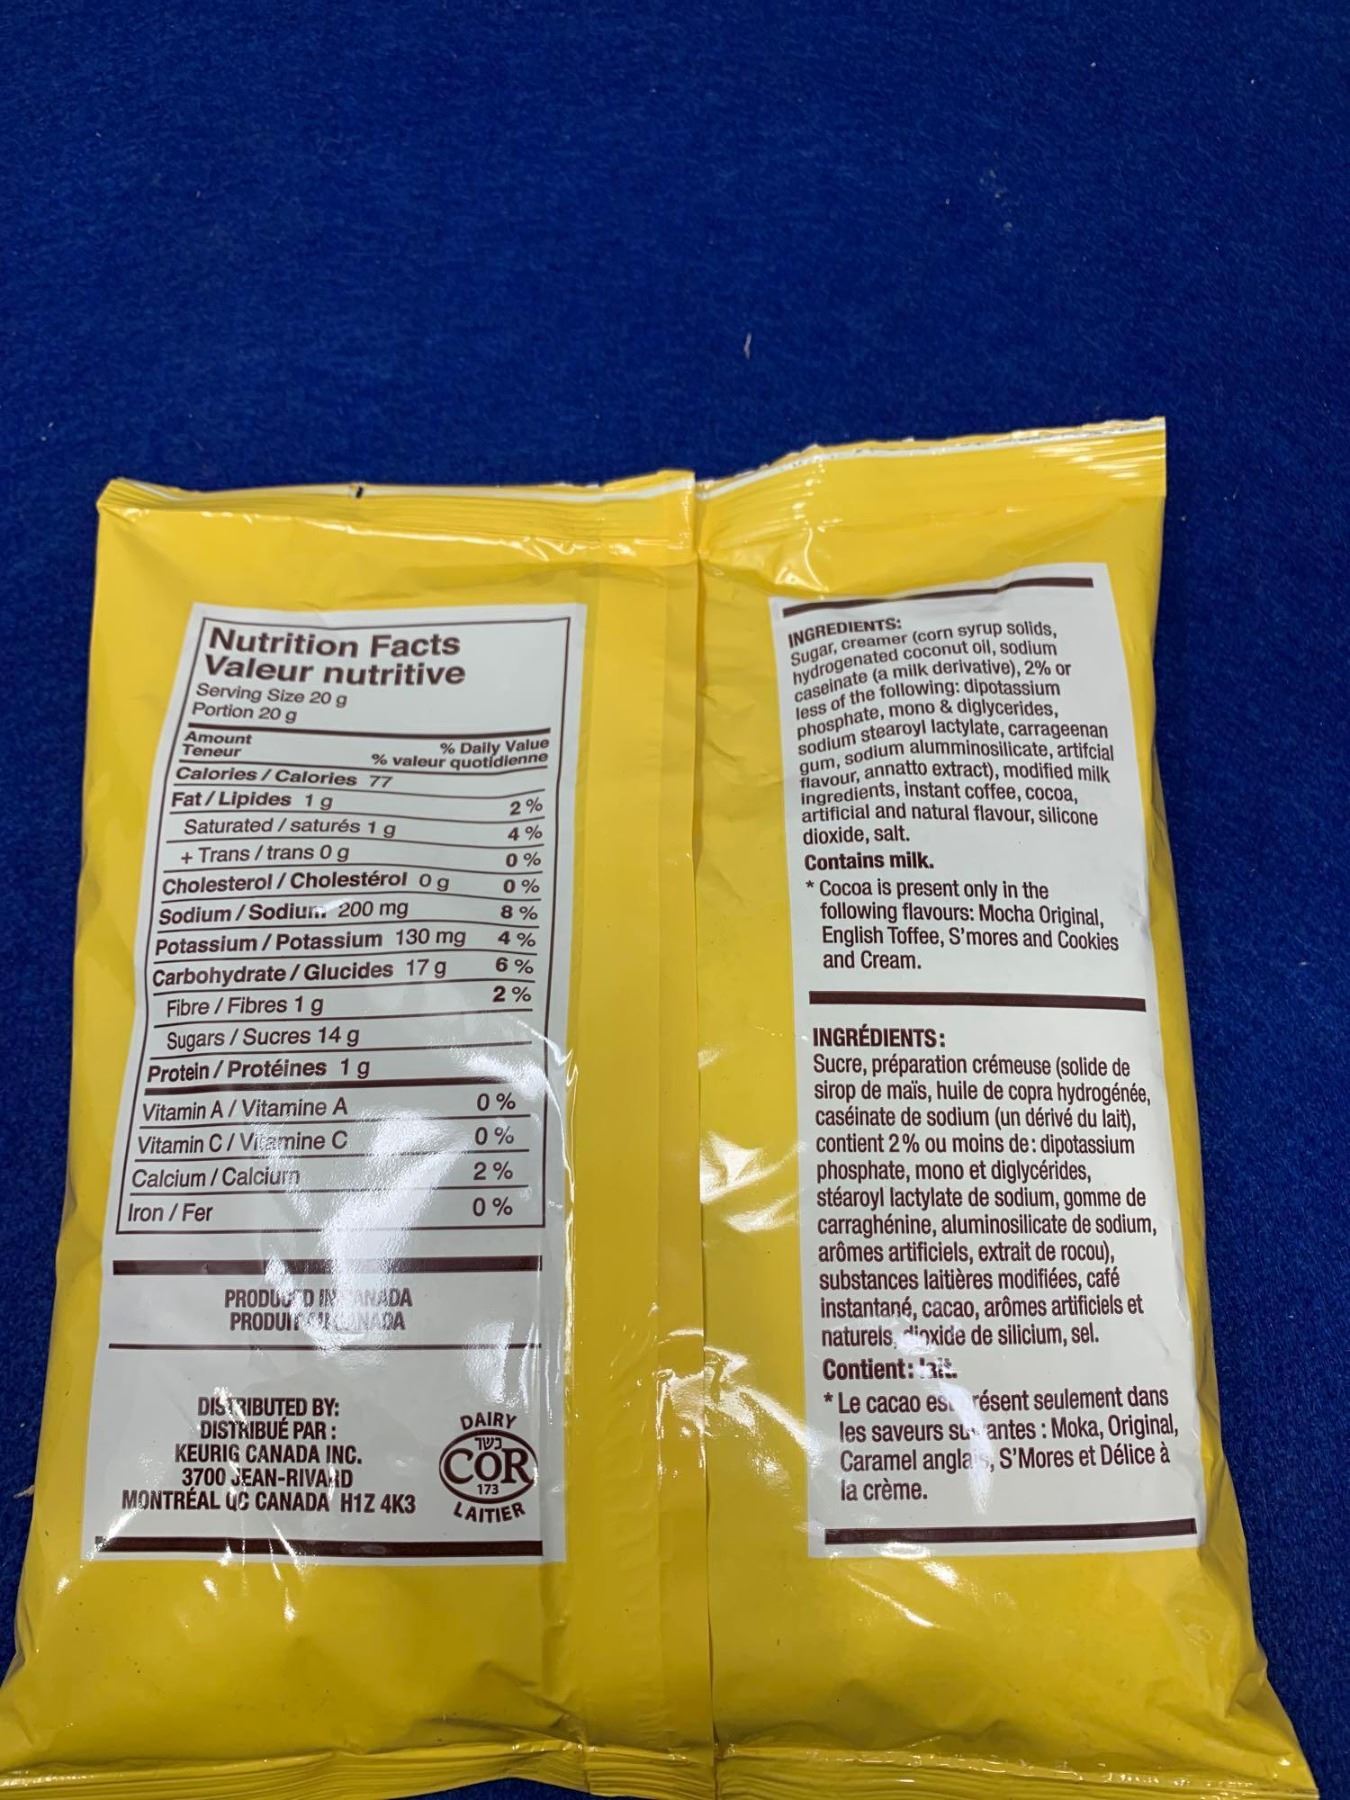 Nutrition Facts
Valeur nutritive
Serving Size 20 g
Portion 20 g
Amount
Teneur
% Daily Value
% valeur quotidienne
Calories / Calories 77
Fat / Lipides 1 g 2 %
Saturated / saturés 1 g 4 %
+ Trans / trans 0 g 0 %
Cholesterol / Cholestérol 0 g 0 %
Sodium / Sodium 200 mg 8 %
Potassium / Potassium 130 mg 4 %
Carbohydrate / Glucides 17 g 6 %
Fibre / Fibres 1 g 2 %
Sugars / Sucres 14 g
Protein / Protéines 1 g
Vitamin A / Vitamine A 0 %
Vitamin C / Vitamine C 0 %
Calcium / Calcium 2 %
Iron / Fer 0 %
PRODUCED IN CANADA
PRODUIT AU CANADA
DISTRIBUTED BY:
DISTRIBUÉ PAR :
KEURIG CANADA INC.
3700 JEAN-RIVARD
MONTRÉAL QC CANADA H1Z 4K3
DAIRY
כשר
COR
173
LAITIER
INGREDIENTS:
Sugar, creamer (corn syrup solids,
hydrogenated coconut oil, sodium
caseinate (a milk derivative), 2% or
less of the following: dipotassium
phosphate, mono & diglycerides,
sodium stearoyl lactylate, carrageenan
gum, sodium alumminosilicate, artifcial
flavour, annatto extract), modified milk
ingredients, instant coffee, cocoa,
artificial and natural flavour, silicone
dioxide, salt.
Contains milk.
* Cocoa is present only in the
following flavours: Mocha Original,
English Toffee, S'mores and Cookies
and Cream.
INGRÉDIENTS :
Sucre, préparation crémeuse (solide de
sirop de maïs, huile de copra hydrogénée,
caséinate de sodium (un dérivé du lait),
contient 2 % ou moins de : dipotassium
phosphate, mono et diglycérides,
stéaroyl lactylate de sodium, gomme de
carraghénine, aluminosilicate de sodium,
arômes artificiels, extrait de rocou),
substances laitières modifiées, café
instantané, cacao, arômes artificiels et
naturels, dioxide de silicium, sel.
Contient : lait.
* Le cacao est présent seulement dans
les saveurs suivantes : Moka, Original,
Caramel anglais, S'Mores et Délice à
la crème.